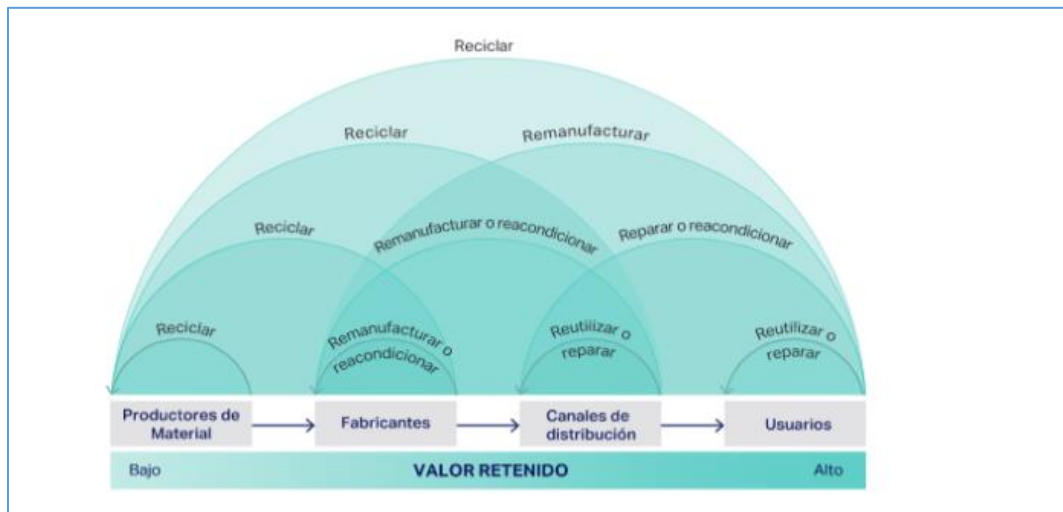 Reciclar
Reciclar
Remanufacturar
Reciclar
Remanufacturar o reacondicionar
Reparar o reacondicionar
Reciclar
Remanufacturar o
reacondicionar
Reutilizar o
reparar
Reutilizar o
reparar
Productores de
Material
Fabricantes
Canales de
distribución
Usuarios
Bajo
VALOR RETENIDO
Alto